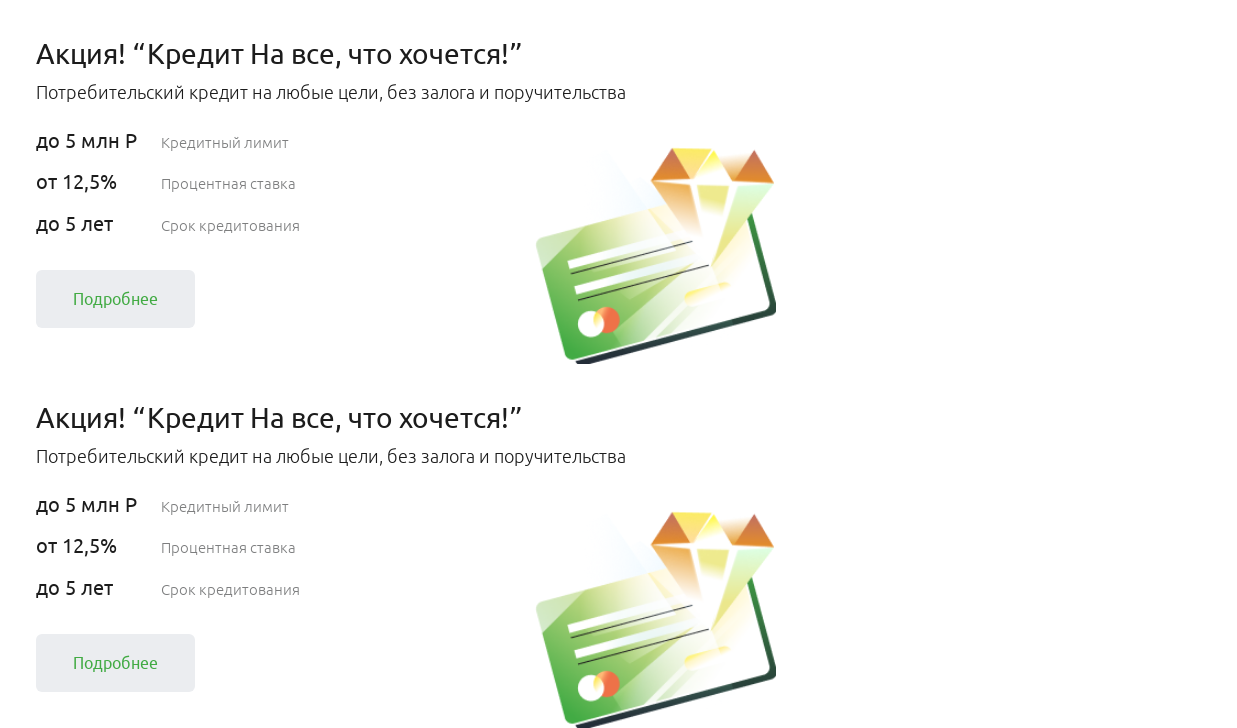 Акция! “Кредит На все, что хочется!”
Потребительский кредит на любые цели, без залога и поручительства
до 5 млн Р Кредитный лимит
от 12,5% Процентная ставка
до 5 лет Срок кредитования
Подробнее
Акция! “Кредит На все, что хочется!”
Потребительский кредит на любые цели, без залога и поручительства
до 5 млн Р Кредитный лимит
от 12,5% Процентная ставка
до 5 лет Срок кредитования
Подробнее